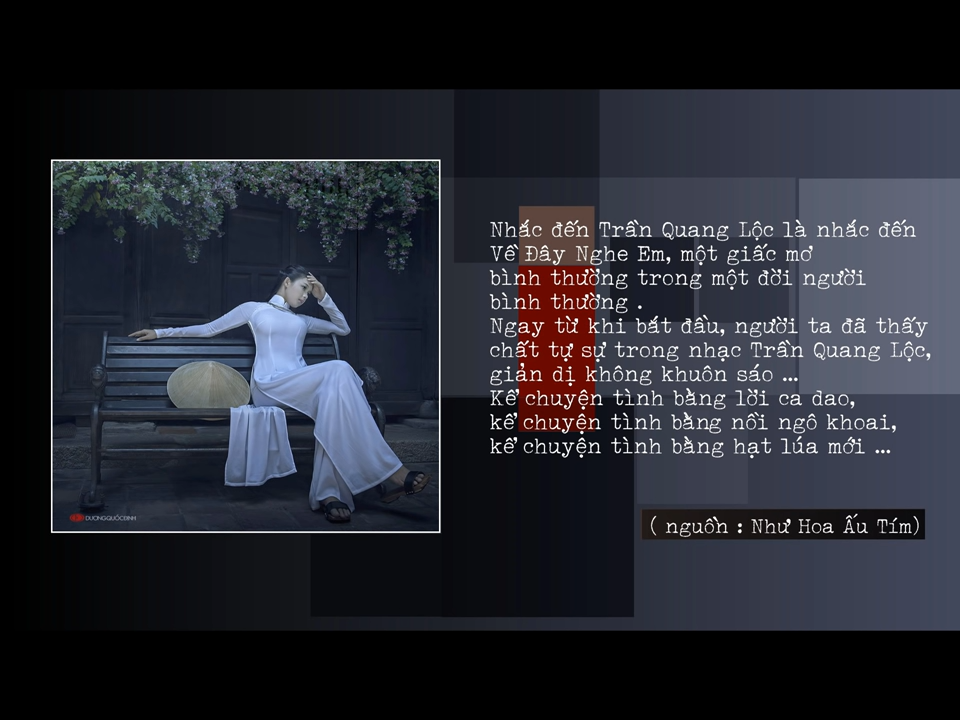 Nhắc đến Trần Quang Lộc là nhắc đến
Về Đây Nghe Em, một giấc mơ
bình thường trong một đời người
bình thường .
Ngay từ khi bắt đầu, người ta đã thấy
chất tự sự trong nhạc Trần Quang Lộc,
giản dị không khuôn sáo ...
Kể chuyện tình bằng lời ca dao,
kể chuyện tình bằng nồi ngô khoai,
kể chuyện tình bằng hạt lúa mới ...
( nguồn : Như Hoa Ấu Tím)
DUONGQUOCDINH